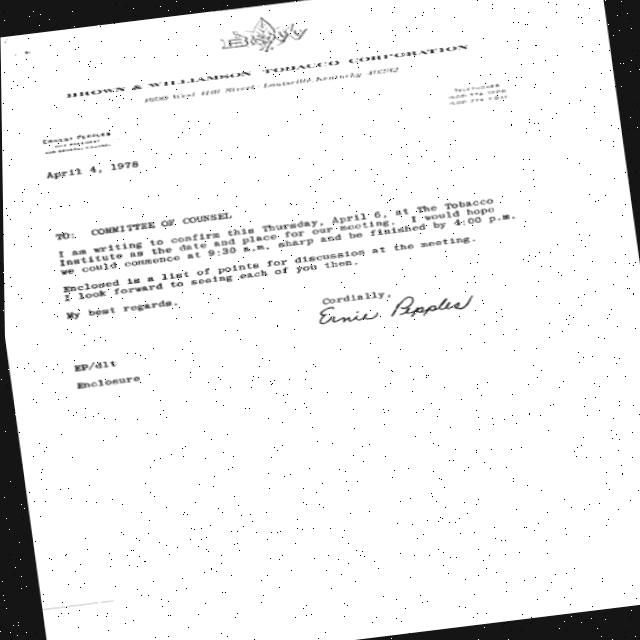 B&W
BROWN & WILLIAMSON TOBACCO CORPORATION
1600 West Hill Street · Louisville, Kentucky 40232
TELEPHONE
ERNEST PEPPLES
April 4, 1978
TO: COMMITTEE OF COUNSEL
I am writing to confirm this Thursday, April 6, at The Tobacco
Institute as the date and place for our meeting. I would hope
we could commence at 9:30 a.m. sharp and be finished by 4:00 p.m.
Enclosed is a list of points for discussion at the meeting.
I look forward to seeing each of you then.
My best regards.
Cordially,
Ernie Pepples
EP/dlt
Enclosure